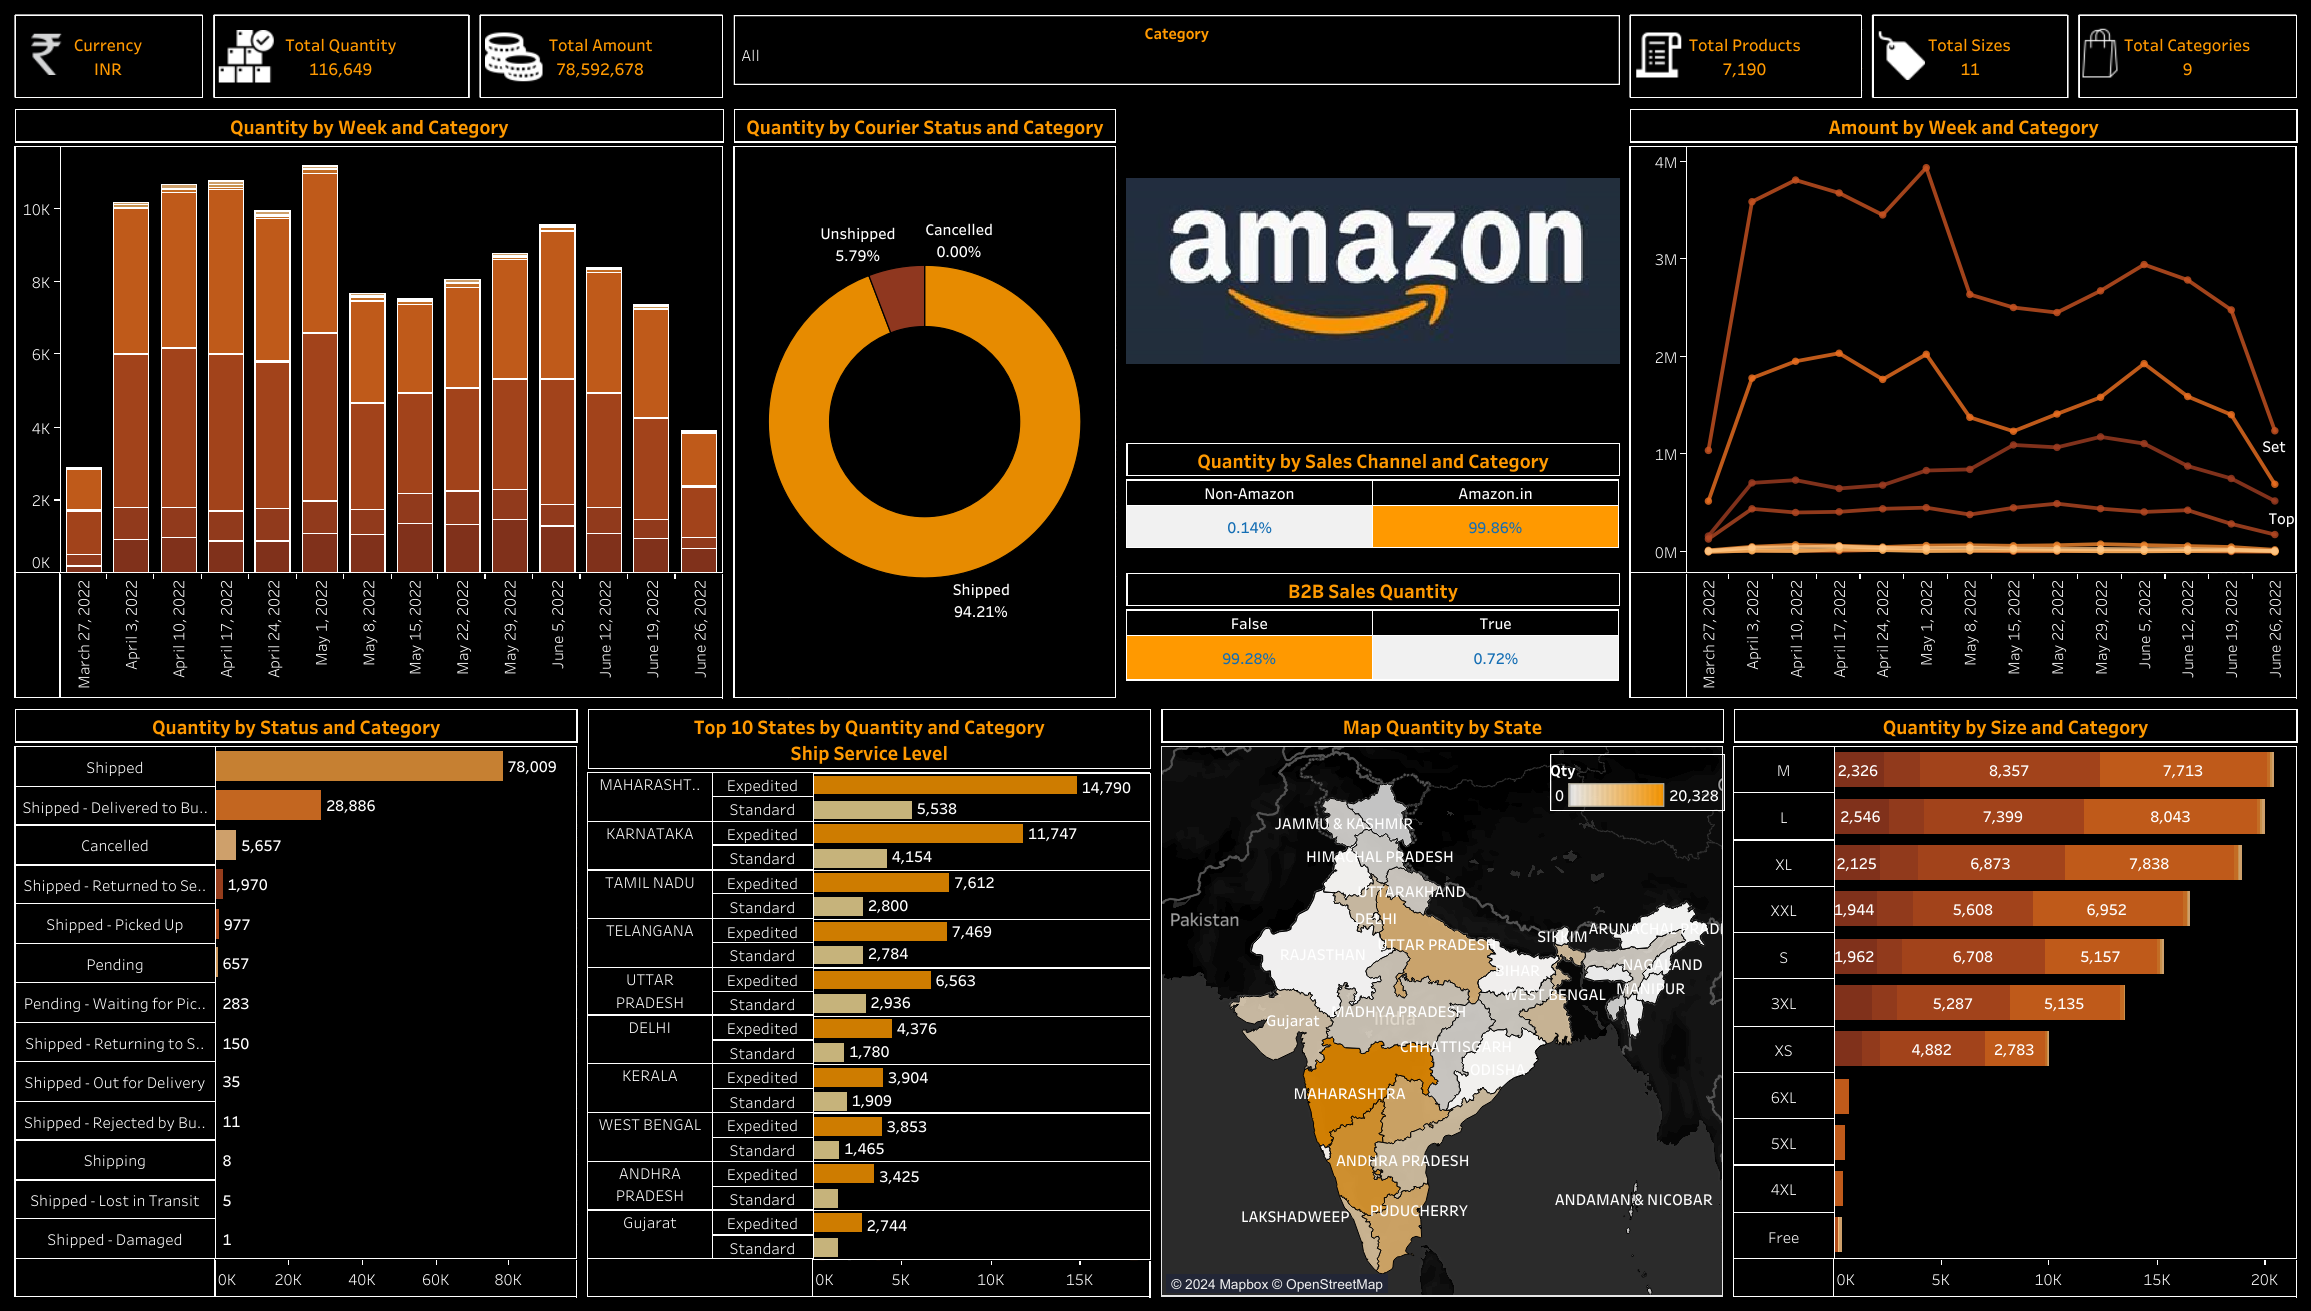 Currency
INR
Total Quantity
116,649
Total Amount
78,592,678
Category
All
Total Products
7,190
Total Sizes
11
Total Categories
9
Quantity by Week and Category
10K
8K
6K
4K
2K
0K
March 27, 2022
April 3, 2022
April 10, 2022
April 17, 2022
April 24, 2022
May 1, 2022
May 8, 2022
May 15, 2022
May 22, 2022
May 29, 2022
June 5, 2022
June 12, 2022
June 19, 2022
June 26, 2022
Quantity by Courier Status and Category
Unshipped
5.79%
Cancelled
0.00%
Shipped
94.21%
amazon
Quantity by Sales Channel and Category
Non-Amazon Amazon.in
0.14% 99.86%
B2B Sales Quantity
False True
99.28% 0.72%
Amount by Week and Category
4M
3M
2M
1M
0M
Set
Top
March 27, 2022
April 3, 2022
April 10, 2022
April 17, 2022
April 24, 2022
May 1, 2022
May 8, 2022
May 15, 2022
May 22, 2022
May 29, 2022
June 5, 2022
June 12, 2022
June 19, 2022
June 26, 2022
Quantity by Status and Category
Shipped 78,009
Shipped - Delivered to Bu.. 28,886
Cancelled 5,657
Shipped - Returned to Se.. 1,970
Shipped - Picked Up 977
Pending 657
Pending - Waiting for Pic.. 283
Shipped - Returning to S.. 150
Shipped - Out for Delivery 35
Shipped - Rejected by Bu.. 11
Shipping 8
Shipped - Lost in Transit 5
Shipped - Damaged 1
0K 20K 40K 60K 80K
Top 10 States by Quantity and Category
Ship Service Level
MAHARASHT.. Expedited 14,790
Standard 5,538
KARNATAKA Expedited 11,747
Standard 4,154
TAMIL NADU Expedited 7,612
Standard 2,800
TELANGANA Expedited 7,469
Standard 2,784
UTTAR Expedited 6,563
PRADESH Standard 2,936
DELHI Expedited 4,376
Standard 1,780
KERALA Expedited 3,904
Standard 1,909
WEST BENGAL Expedited 3,853
Standard 1,465
ANDHRA Expedited 3,425
PRADESH Standard
Gujarat Expedited 2,744
Standard
0K 5K 10K 15K
Map Quantity by State
Qty
0 20,328
JAMMU & KASHMIR
HIMACHAL PRADESH
UTTARAKHAND
Pakistan
DELHI
ARUNACHAL PRADE
SIKKIM
UTTAR PRADESH
RAJASTHAN
NAGALAND
BIHAR
MANIPUR
WEST BENGAL
MADHYA PRADESH
India
Gujarat
CHHATTISGARH
ODISHA
MAHARASHTRA
ANDHRA PRADESH
ANDAMAN & NICOBAR
PUDUCHERRY
LAKSHADWEEP
© 2024 Mapbox © OpenStreetMap
Quantity by Size and Category
M 2,326 8,357 7,713
L 2,546 7,399 8,043
XL 2,125 6,873 7,838
XXL 1,944 5,608 6,952
S 1,962 6,708 5,157
3XL 5,287 5,135
XS 4,882 2,783
6XL
5XL
4XL
Free
0K 5K 10K 15K 20K